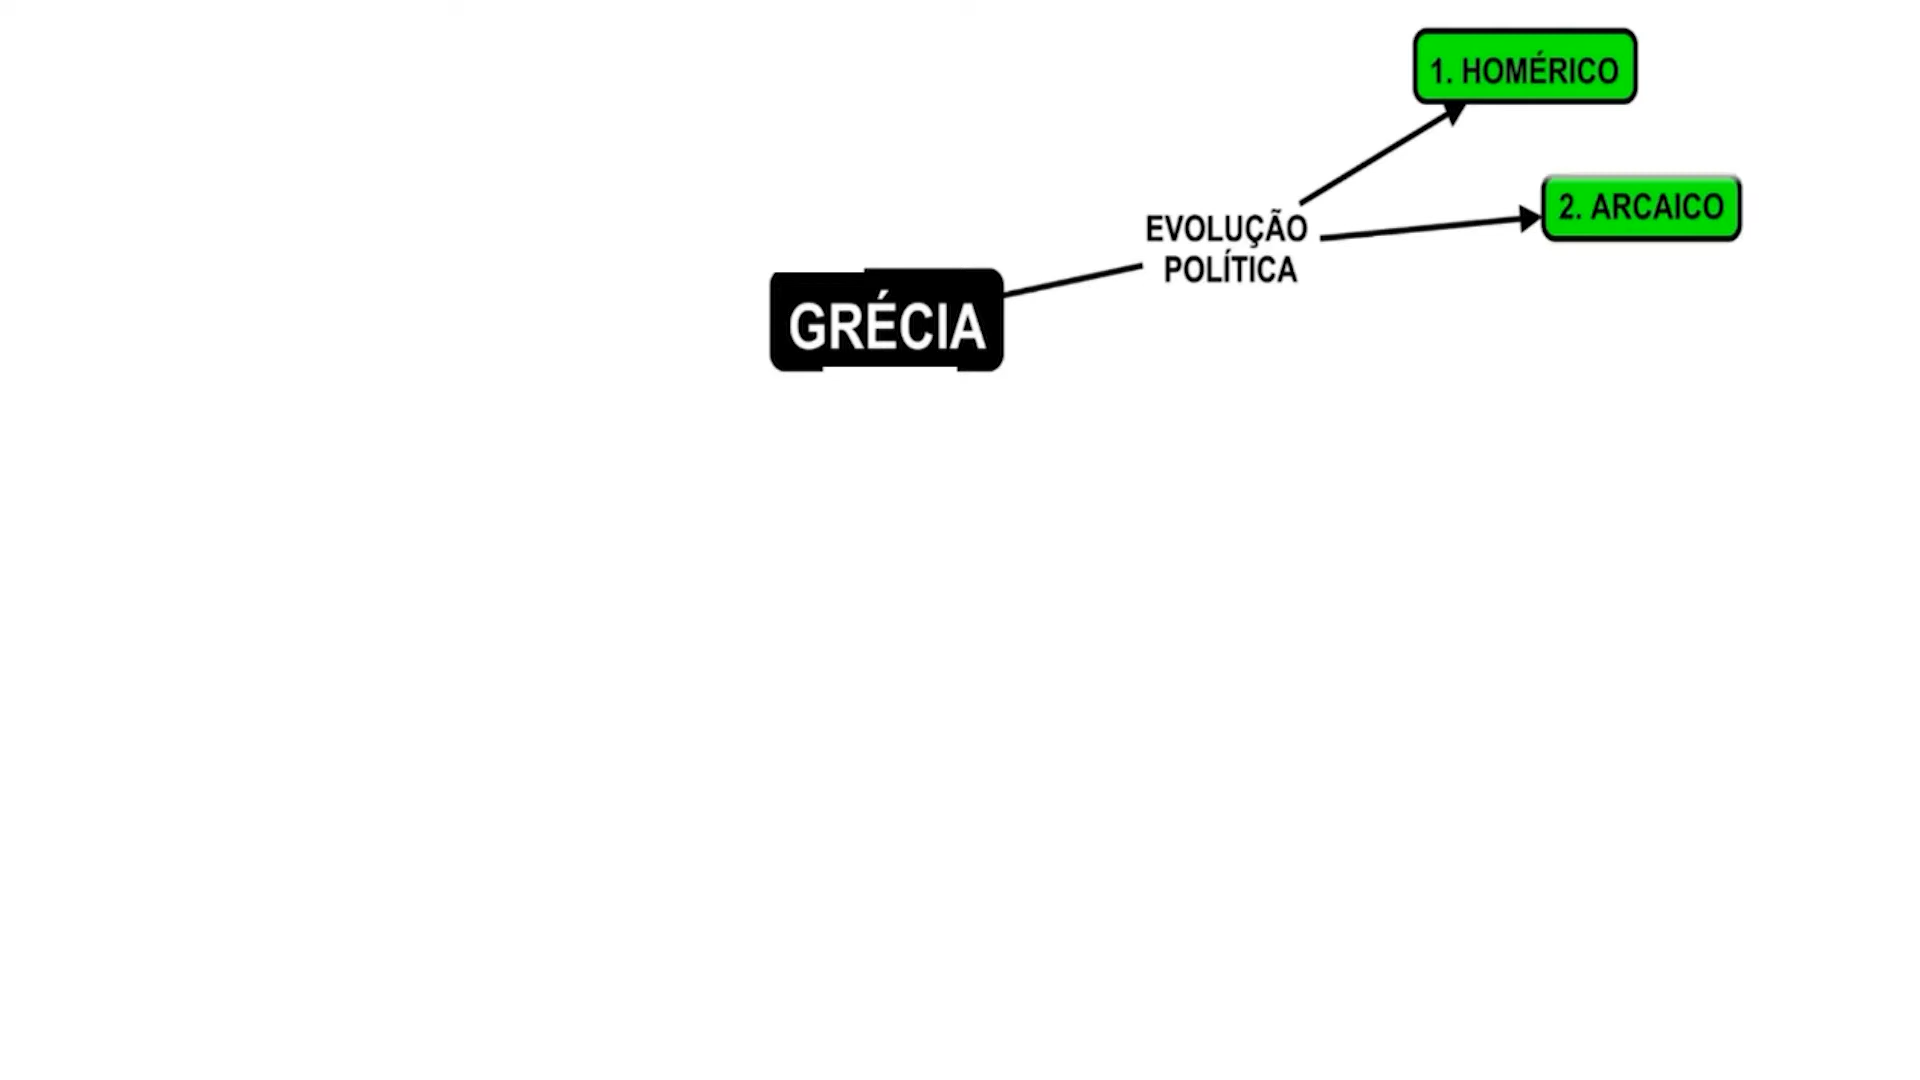 1. HOMÉRICO
2. ARCAICO
EVOLUÇÃO
POLÍTICA
GRÉCIA